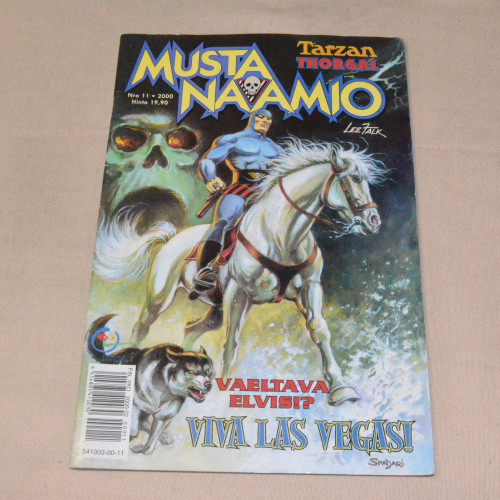 Tarzan
THORGAL
MUSTA
NAAMIO
Nro 11 • 2000
Hinta 19,90
LEE FALK
VAELTAVA
ELVIS!?
VIVA LAS VEGAS!
541003-00-11
SPADARI